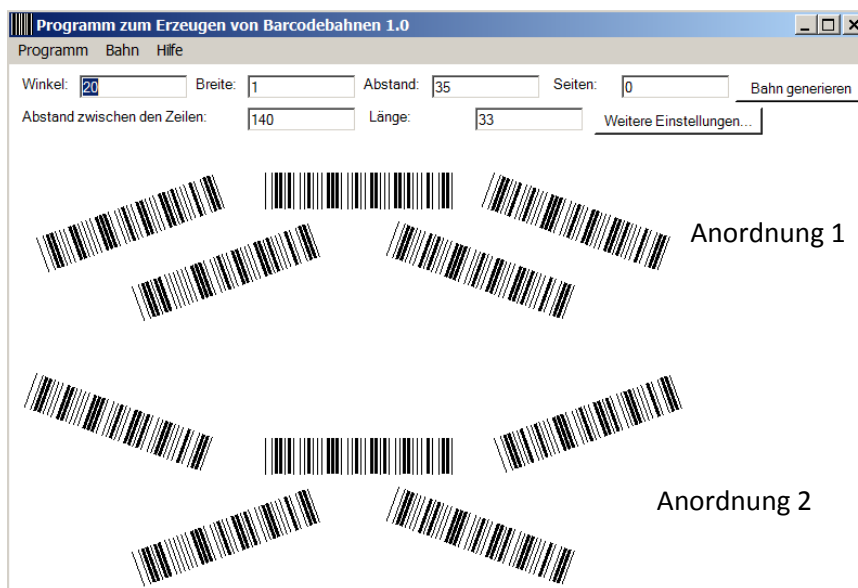 Programm zum Erzeugen von Barcodebahnen 1.0
Programm Bahn Hilfe
Winkel: 20 Breite: 1 Abstand: 35 Seiten: 0 Bahn generieren
Abstand zwischen den Zeilen: 140 Länge: 33 Weitere Einstellungen...
Anordnung 1
Anordnung 2